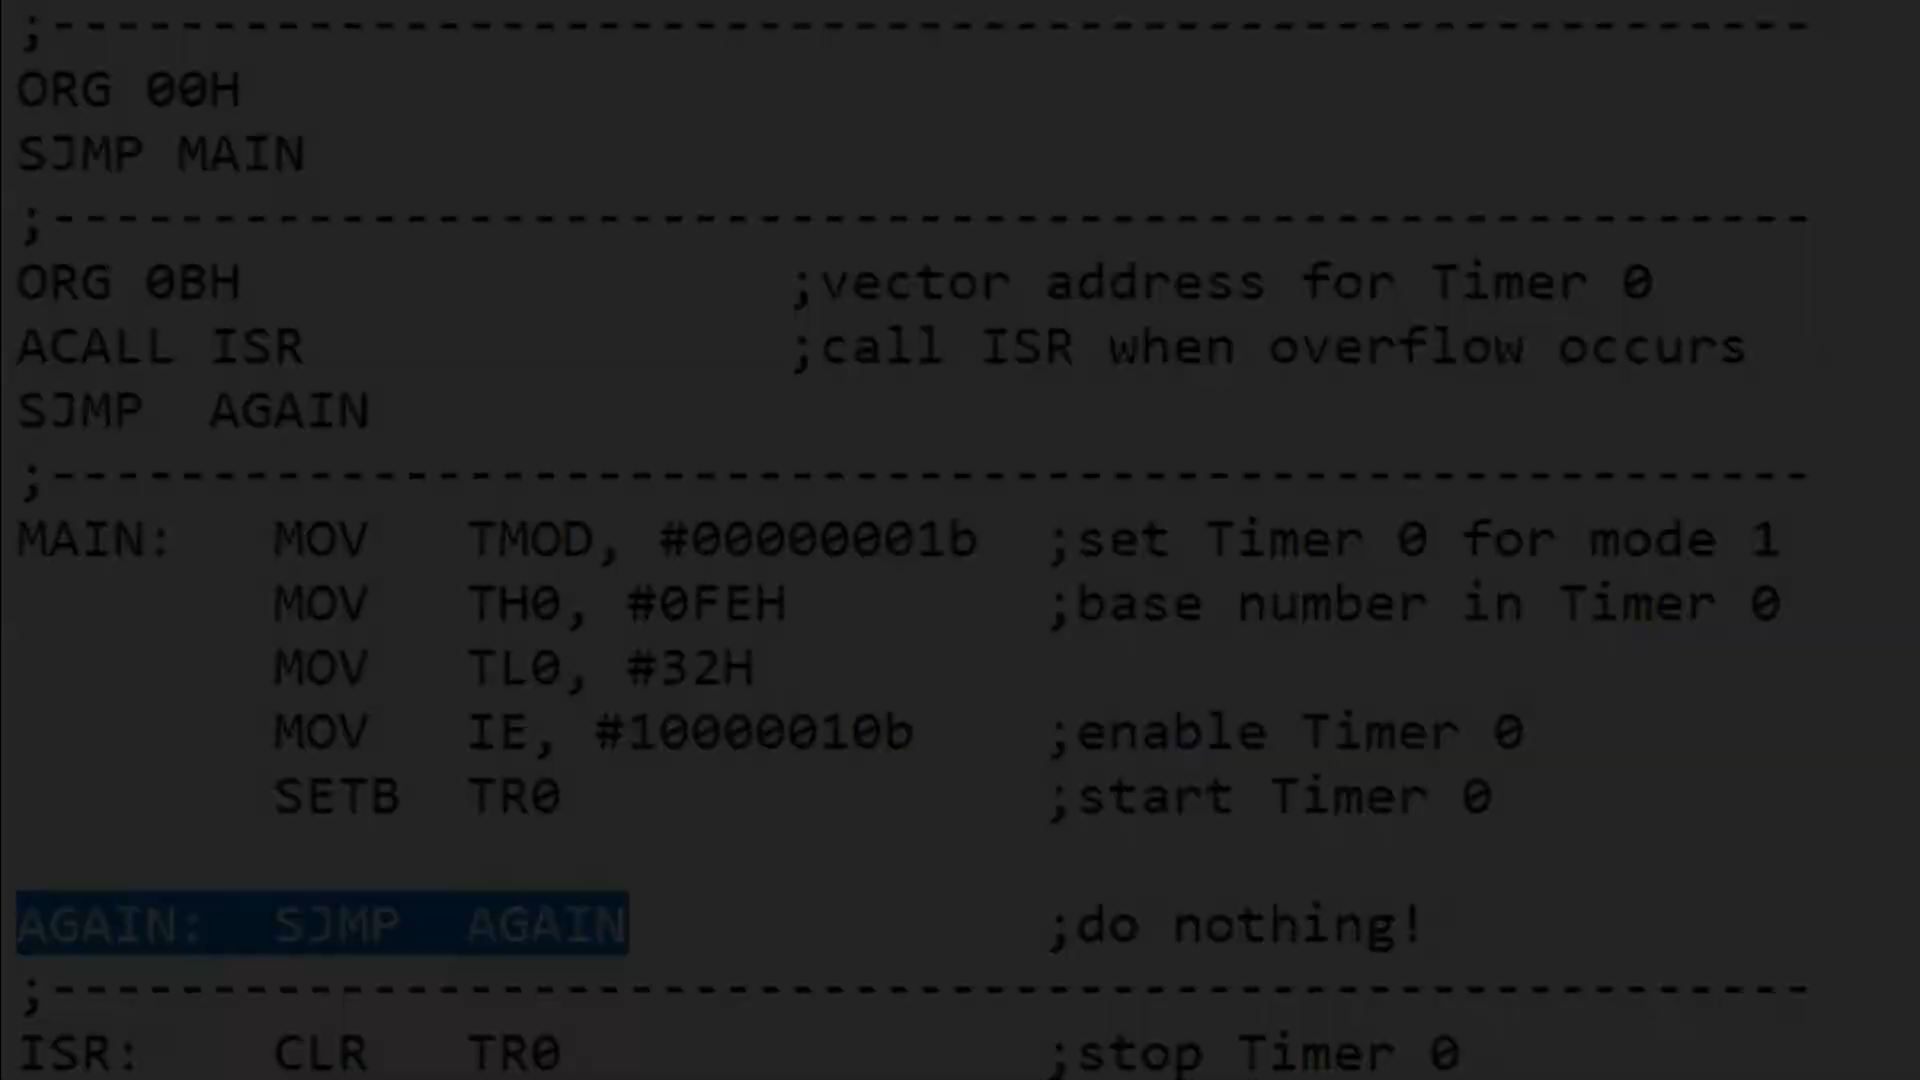 ;-------------------------------------------------------
ORG 00H
SJMP MAIN
;-------------------------------------------------------
ORG 0BH ;vector address for Timer 0
ACALL ISR ;call ISR when overflow occurs
SJMP AGAIN
;-------------------------------------------------------
MAIN: MOV TMOD, #00000001b ;set Timer 0 for mode 1
MOV TH0, #0FEH ;base number in Timer 0
MOV TL0, #32H
MOV IE, #10000010b ;enable Timer 0
SETB TR0 ;start Timer 0
AGAIN: SJMP AGAIN ;do nothing!
;-------------------------------------------------------
ISR: CLR TR0 ;stop Timer 0